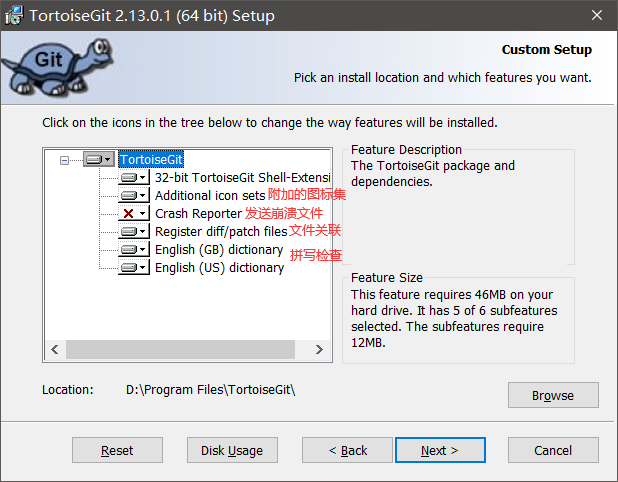 TortoiseGit 2.13.0.1 (64 bit) Setup
Git
Custom Setup
Pick an install location and which features you want.
Click on the icons in the tree below to change the way features will be installed.
TortoiseGit
32-bit TortoiseGit Shell-Extensi
Additional icon sets 附加的图标集
Crash Reporter 发送崩溃文件
Register diff/patch files 文件关联
English (GB) dictionary 拼写检查
English (US) dictionary
Feature Description
The TortoiseGit package and
dependencies.
Feature Size
This feature requires 46MB on your
hard drive. It has 5 of 6 subfeatures
selected. The subfeatures require
12MB.
Location: D:\Program Files\TortoiseGit\
Browse
Reset
Disk Usage
< Back
Next >
Cancel